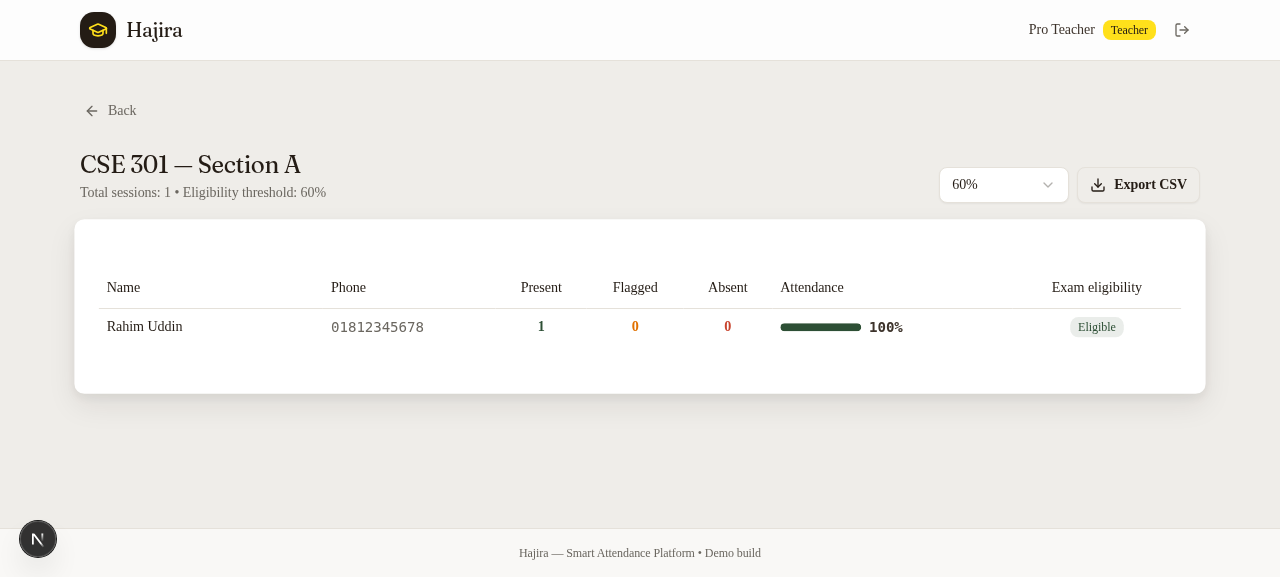 Hajira
Pro Teacher Teacher
Back
CSE 301 — Section A
Total sessions: 1 • Eligibility threshold: 60%
60%
Export CSV
Name Phone Present Flagged Absent Attendance Exam eligibility
Rahim Uddin 01812345678 1 0 0 100% Eligible
N
Hajira — Smart Attendance Platform • Demo build